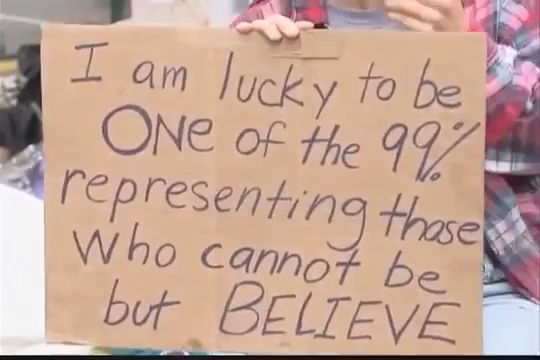 I am lucky to be
ONe of the 99%
representing those
who cannot be
but BELIEVE